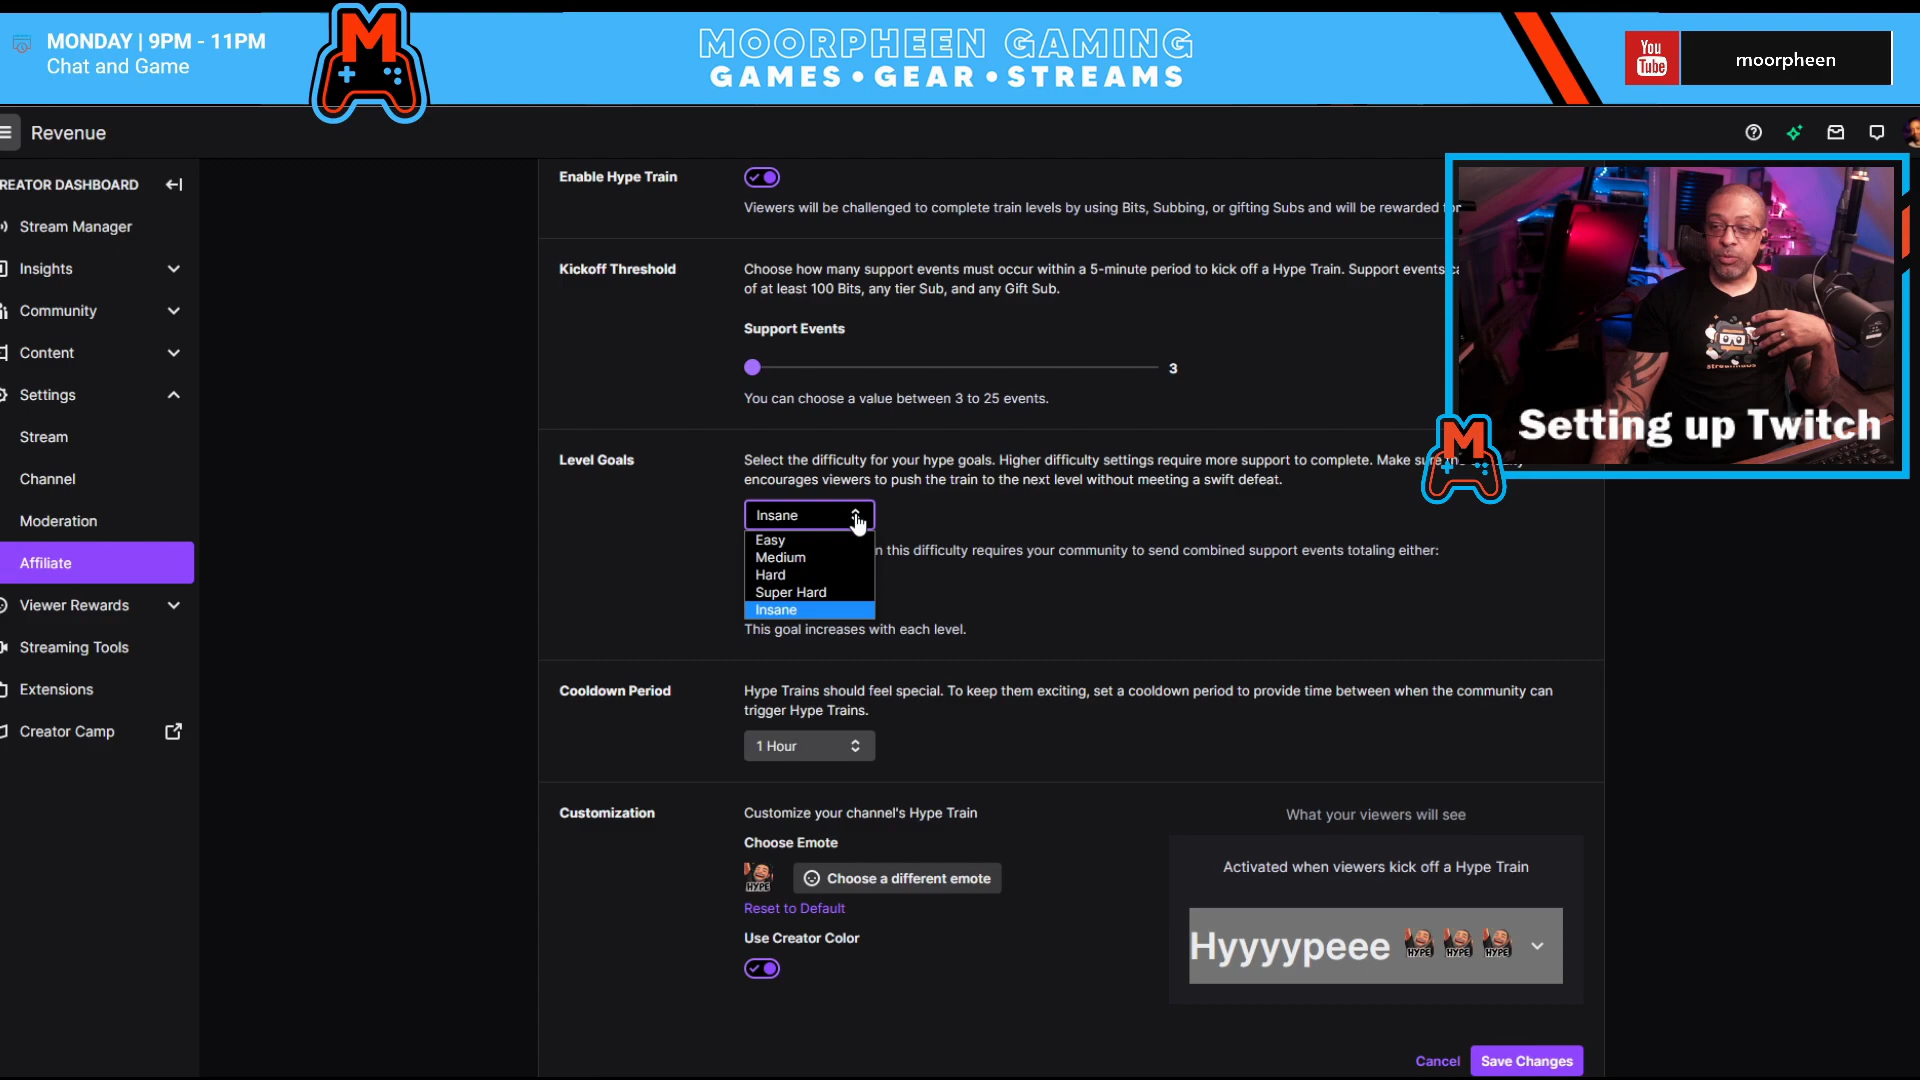 MONDAY | 9PM - 11PM
Chat and Game
M
MOORPHEEN GAMING
GAMES • GEAR • STREAMS
You
Tube
moorpheen
Revenue
REATOR DASHBOARD
Stream Manager
Insights
Community
Content
Settings
Stream
Channel
Moderation
Affiliate
Viewer Rewards
Streaming Tools
Extensions
Creator Camp
Enable Hype Train
Viewers will be challenged to complete train levels by using Bits, Subbing, or gifting Subs and will be rewarded for
Kickoff Threshold
Choose how many support events must occur within a 5-minute period to kick off a Hype Train. Support events
of at least 100 Bits, any tier Sub, and any Gift Sub.
Support Events
3
You can choose a value between 3 to 25 events.
Level Goals
Select the difficulty for your hype goals. Higher difficulty settings require more support to complete. Make
encourages viewers to push the train to the next level without meeting a swift defeat.
Insane
Easy
Medium
Hard
Super Hard
Insane
this difficulty requires your community to send combined support events totaling either:
This goal increases with each level.
Cooldown Period
Hype Trains should feel special. To keep them exciting, set a cooldown period to provide time between when the community can
trigger Hype Trains.
1 Hour
Customization
Customize your channel's Hype Train
Choose Emote
HYPE
Choose a different emote
Reset to Default
Use Creator Color
What your viewers will see
Activated when viewers kick off a Hype Train
Hyyyypeee
HYPE HYPE HYPE
Cancel
Save Changes
Setting up Twitch
M